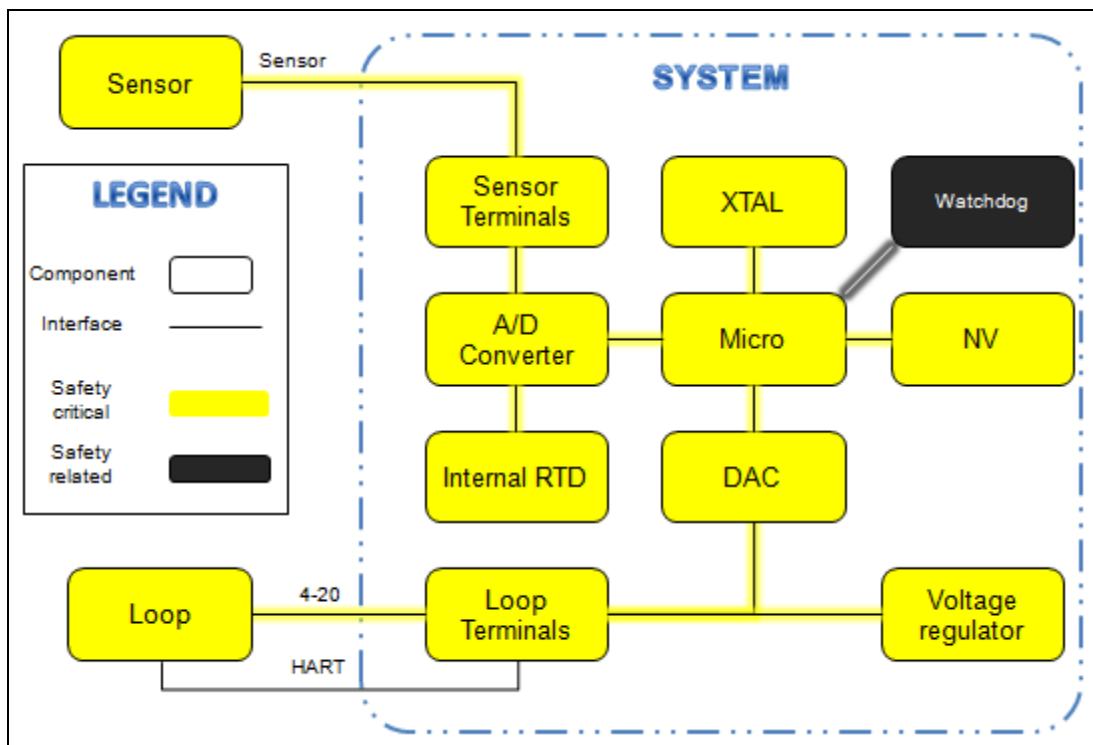 Sensor
Sensor
SYSTEM
LEGEND
Component
Interface
Safety
critical
Safety
related
Sensor
Terminals
XTAL
Watchdog
A/D
Converter
Micro
NV
Internal RTD
DAC
Loop
4-20
HART
Loop
Terminals
Voltage
regulator